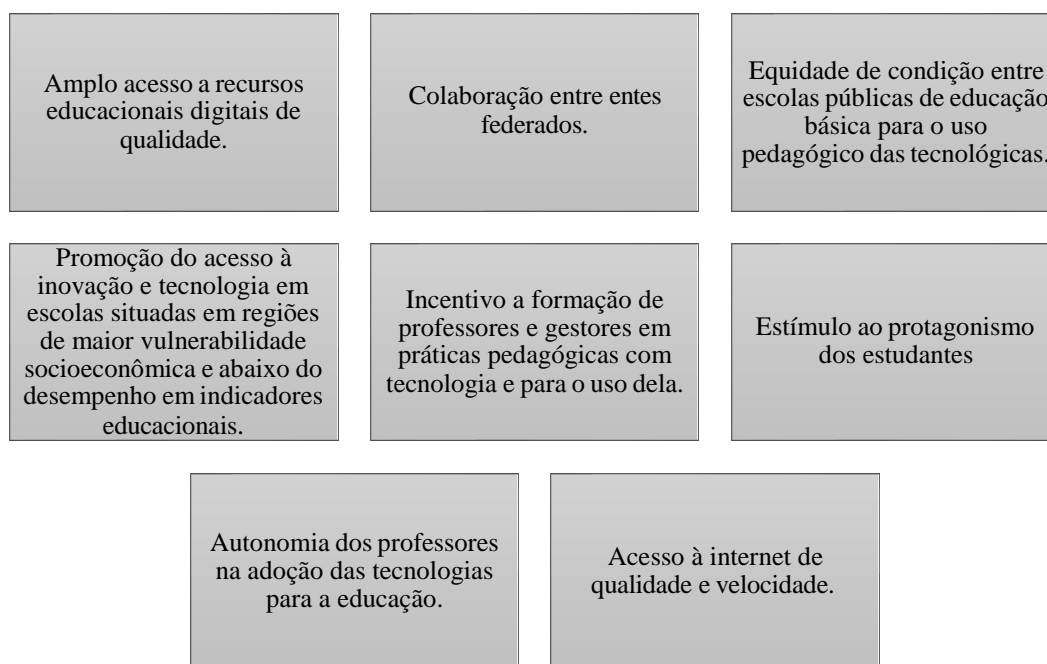 Amplo acesso a recursos
educacionais digitais de
qualidade.
Colaboração entre entes
federados.
Equidade de condição entre
escolas públicas de educação
básica para o uso
pedagógico das tecnológicas.
Promoção do acesso à
inovação e tecnologia em
escolas situadas em regiões
de maior vulnerabilidade
socioeconômica e abaixo do
desempenho em indicadores
educacionais.
Incentivo a formação de
professores e gestores em
práticas pedagógicas com
tecnologia e para o uso dela.
Estímulo ao protagonismo
dos estudantes
Autonomia dos professores
na adoção das tecnologias
para a educação.
Acesso à internet de
qualidade e velocidade.